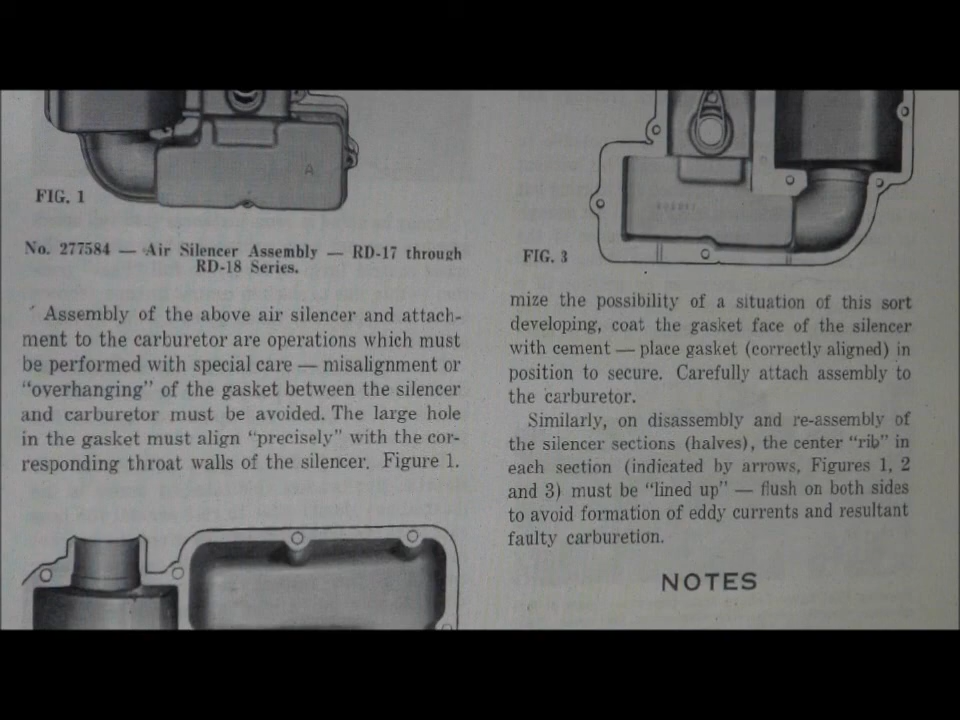 A
FIG. 1
No. 277584 — Air Silencer Assembly — RD-17 through
RD-18 Series.
Assembly of the above air silencer and attach-
ment to the carburetor are operations which must
be performed with special care — misalignment or
"overhanging" of the gasket between the silencer
and carburetor must be avoided. The large hole
in the gasket must align "precisely" with the cor-
responding throat walls of the silencer. Figure 1.
FIG. 3
mize the possibility of a situation of this sort
developing, coat the gasket face of the silencer
with cement — place gasket (correctly aligned) in
position to secure. Carefully attach assembly to
the carburetor.
Similarly, on disassembly and re-assembly of
the silencer sections (halves), the center "rib" in
each section (indicated by arrows, Figures 1, 2
and 3) must be "lined up" — flush on both sides
to avoid formation of eddy currents and resultant
faulty carburetion.
NOTES